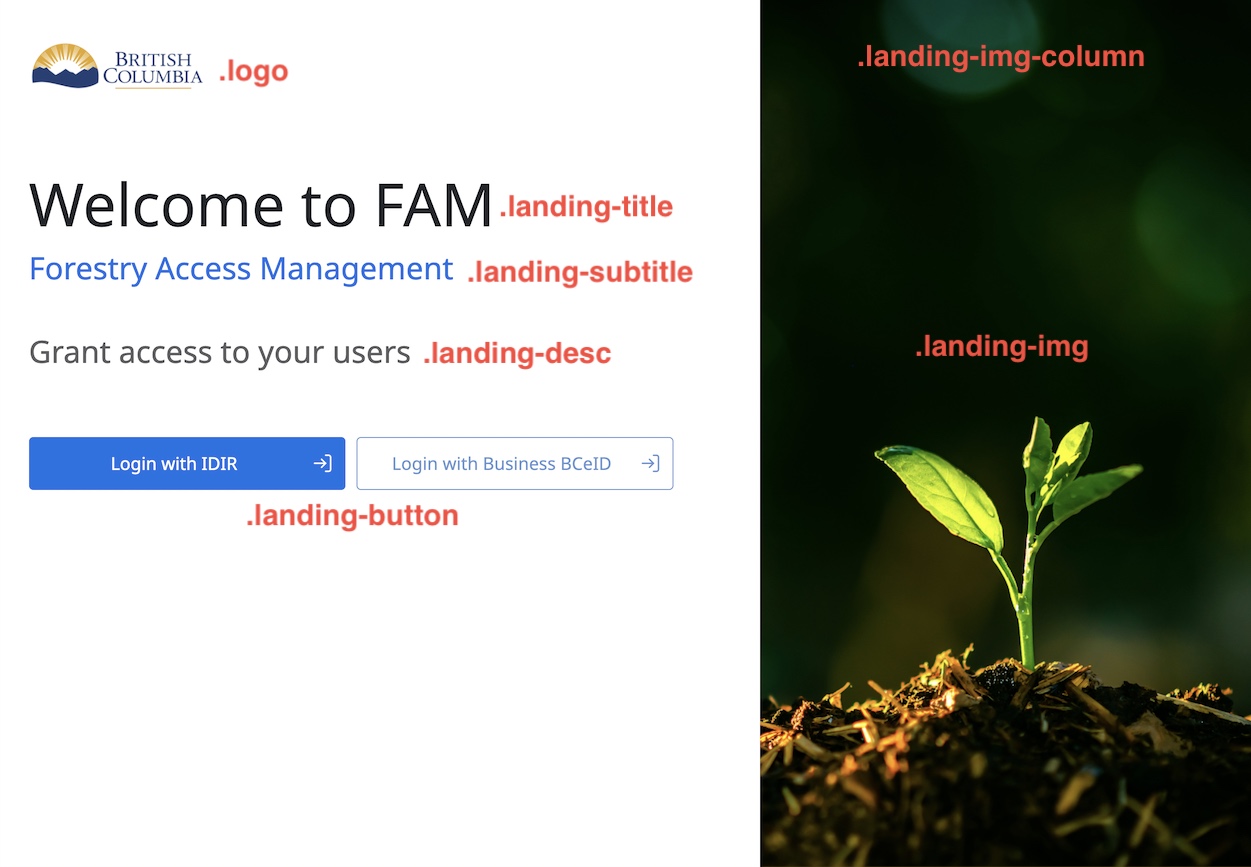 BRITISH
COLUMBIA
.logo
Welcome to FAM
.landing-title
Forestry Access Management
.landing-subtitle
Grant access to your users
.landing-desc
Login with IDIR
Login with Business BCeID
.landing-button
.landing-img-column
.landing-img